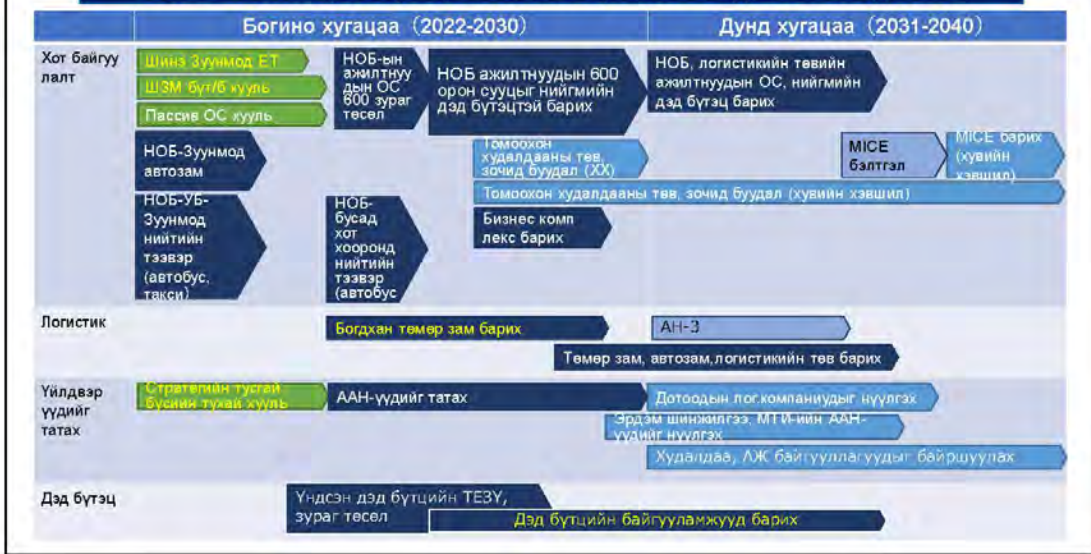 Богино хугацаа (2022-2030)
Дунд хугацаа (2031-2040)
Хот байгуу
лалт
Шинэ Зуунмод ЕТ
ШЗМ бүт/б хууль
Пассив ОС хууль
НОБ-ын
ажилтнуу
дын ОС
600 зураг
төсөл
НОБ ажилтнуудын 600
орон сууцыг нийгмийн
дэд бүтэцтэй барих
НОБ, логистикийн төвийн
ажилтнуудын ОС, нийгмийн
дэд бүтэц барих
НОБ-Зуунмод
автозам
Томоохон
худалдааны төв,
зочид буудал (ХХ)
MICE
бэлтгэл
MICE барих
(хувийн
хэвшил)
Томоохон худалдааны төв, зочид буудал (хувийн хэвшил)
НОБ-УБ-
Зуунмод
нийтийн
тээвэр
(автобус,
такси)
НОБ-
бусад
хот
хооронд
нийтийн
тээвэр
(автобус
Бизнес комп
лекс барих
Логистик
Богдхан төмөр зам барих
АН-3
Төмөр зам, автозам,логистикийн төв барих
Үйлдвэр
үүдийг
татах
Стратегийн тусгай
бүсийн тухай хууль
ААН-үүдийг татах
Дотоодын лог.компаниудыг нүүлгэх
Эрдэм шинжилгээ, МТИ-ийн ААН-
үүдийг нүүлгэх
Худалдаа, АЖ байгууллагуудыг байршуулах
Дэд бүтэц
Үндсэн дэд бүтцийн ТЕЗҮ,
зураг төсөл
Дэд бүтцийн байгууламжууд барих